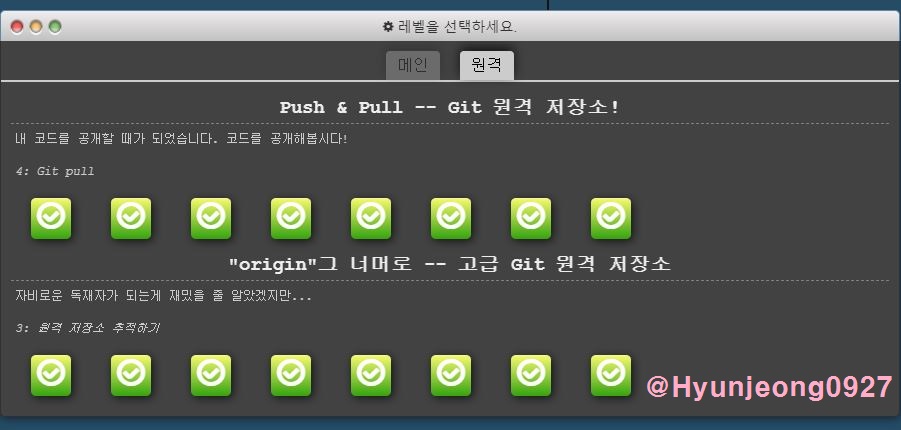 레벨을 선택하세요.
메인 원격
Push & Pull -- Git 원격 저장소!
내 코드를 공개할 때가 되었습니다. 코드를 공개해봅시다!
4: Git pull
"origin"그 너머로 -- 고급 Git 원격 저장소
자비로운 독재자가 되는게 재밌을 줄 알았겠지만...
3: 원격 저장소 추적하기
@Hyunjeong0927